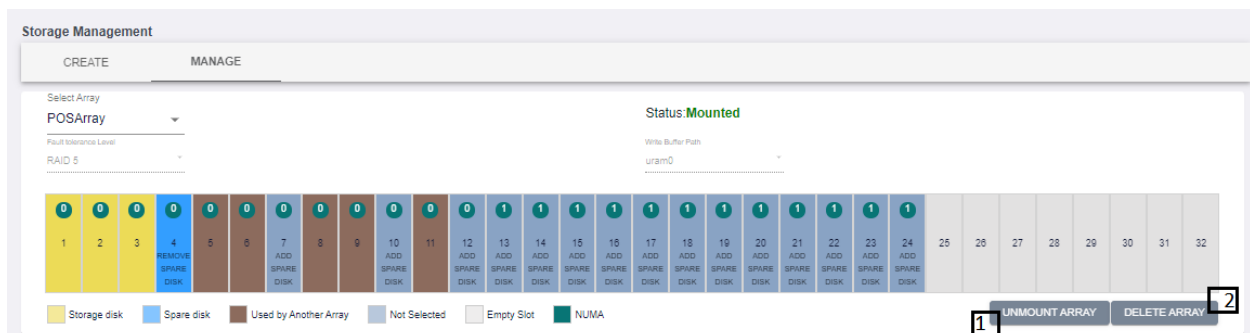 Storage Management
CREATE MANAGE
Select Array
POSArray
Status:Mounted
Fault tolerance Level
Write Buffer Path
RAID 5
uram0
0 0 0 0 0 0 0 0 0 0 0 0 1 1 1 1 1 1 1 1 1 1 1 1
1 2 3 4 5 6 7 8 9 10 11 12 13 14 15 16 17 18 19 20 21 22 23 24 25 26 27 28 29 30 31 32
REMOVE ADD ADD ADD ADD ADD ADD ADD ADD ADD ADD ADD ADD ADD ADD ADD
SPARE SPARE SPARE SPARE SPARE SPARE SPARE SPARE SPARE SPARE SPARE SPARE SPARE SPARE SPARE SPARE
DISK DISK DISK DISK DISK DISK DISK DISK DISK DISK DISK DISK DISK DISK DISK DISK
Storage disk Spare disk Used by Another Array Not Selected Empty Slot NUMA
1 UNMOUNT ARRAY DELETE ARRAY 2